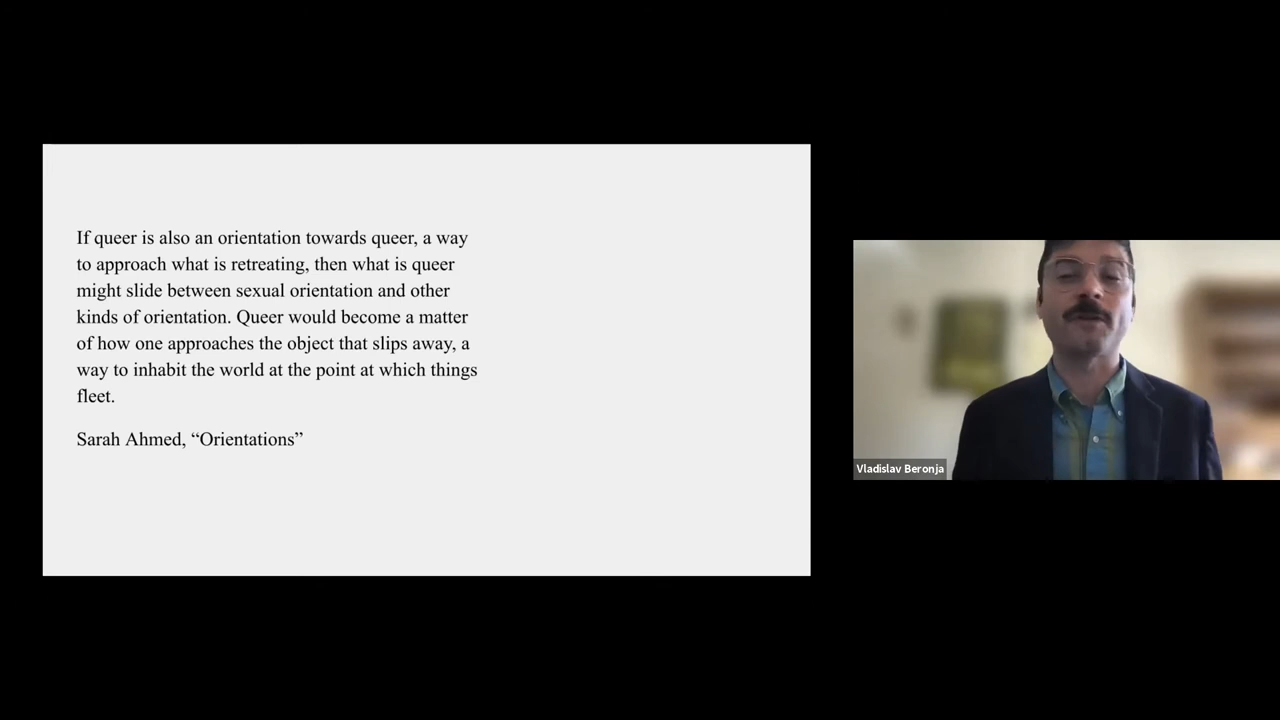 If queer is also an orientation towards queer, a way
to approach what is retreating, then what is queer
might slide between sexual orientation and other
kinds of orientation. Queer would become a matter
of how one approaches the object that slips away, a
way to inhabit the world at the point at which things
fleet.
Sarah Ahmed, “Orientations”
Vladislav Beronja